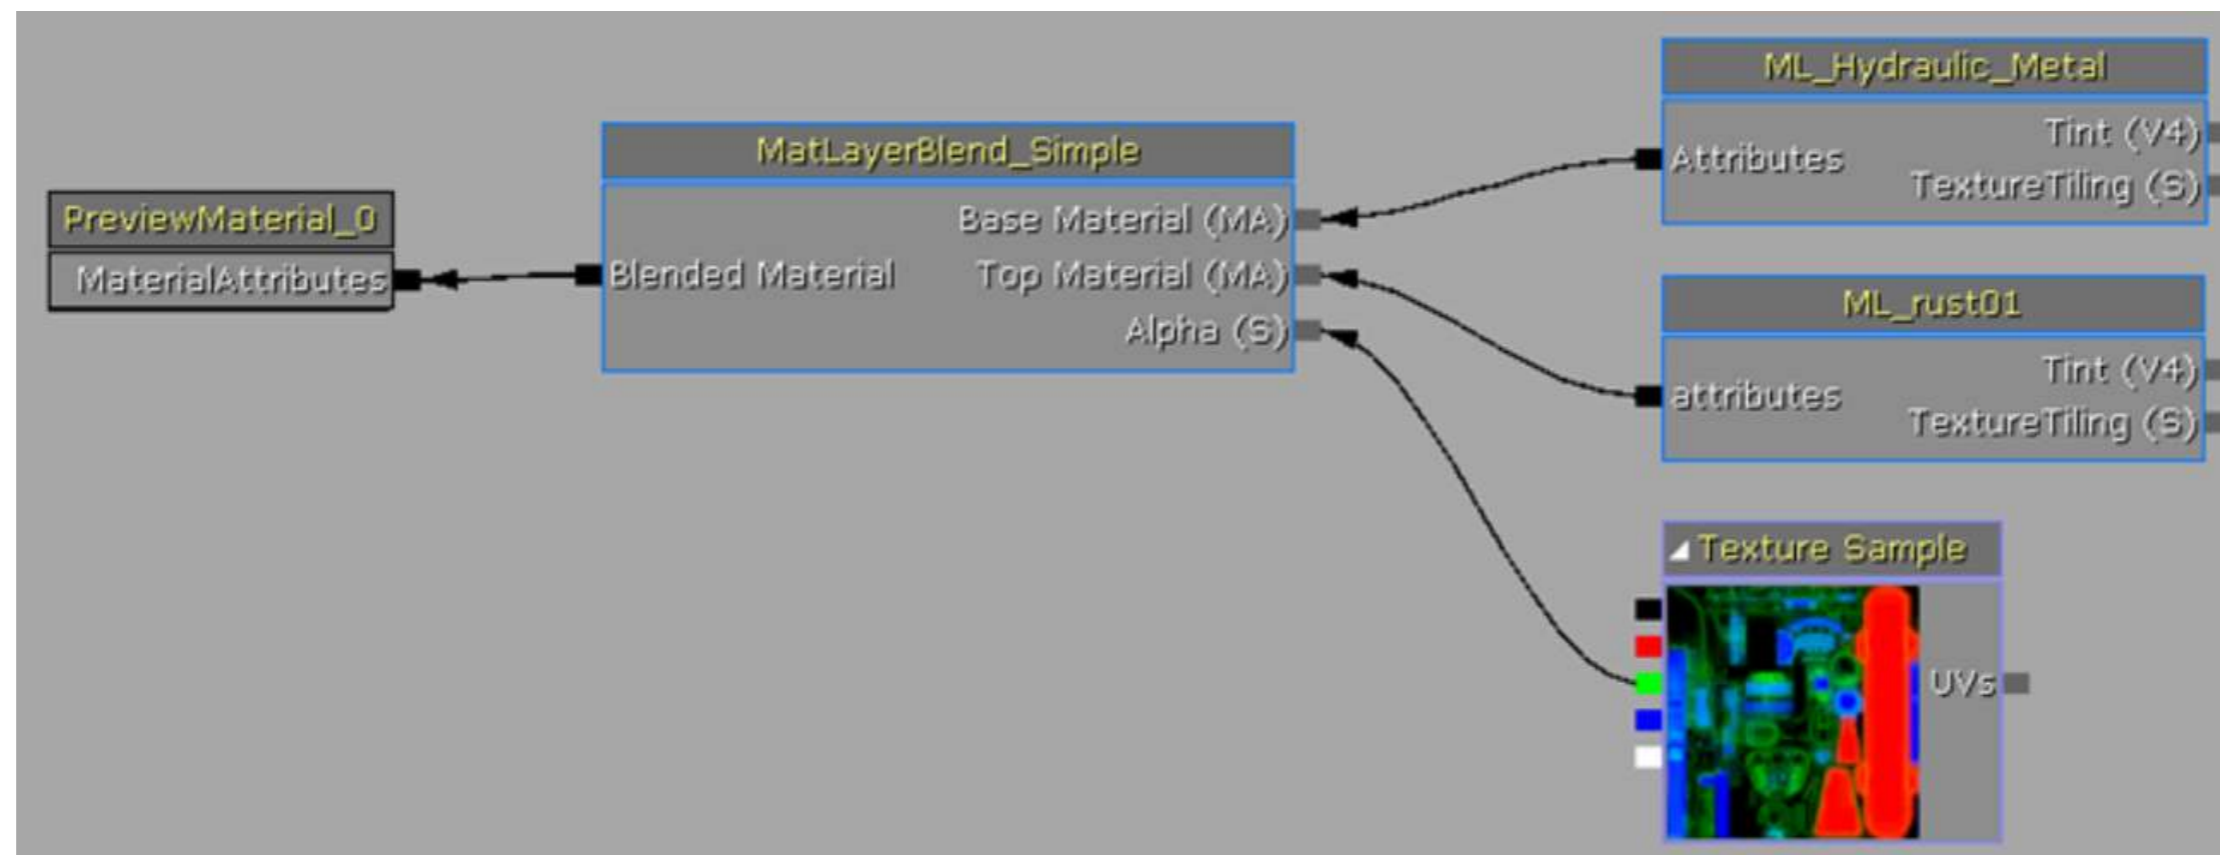 PreviewMaterial_0
MaterialAttributes
MatLayerBlend_Simple
Base Material (MA)
Blended Material
Top Material (MA)
Alpha (S)
ML_Hydraulic_Metal
Tint (V4)
Attributes
TextureTiling (S)
ML_rust01
Tint (V4)
attributes
TextureTiling (S)
Texture Sample
UVs